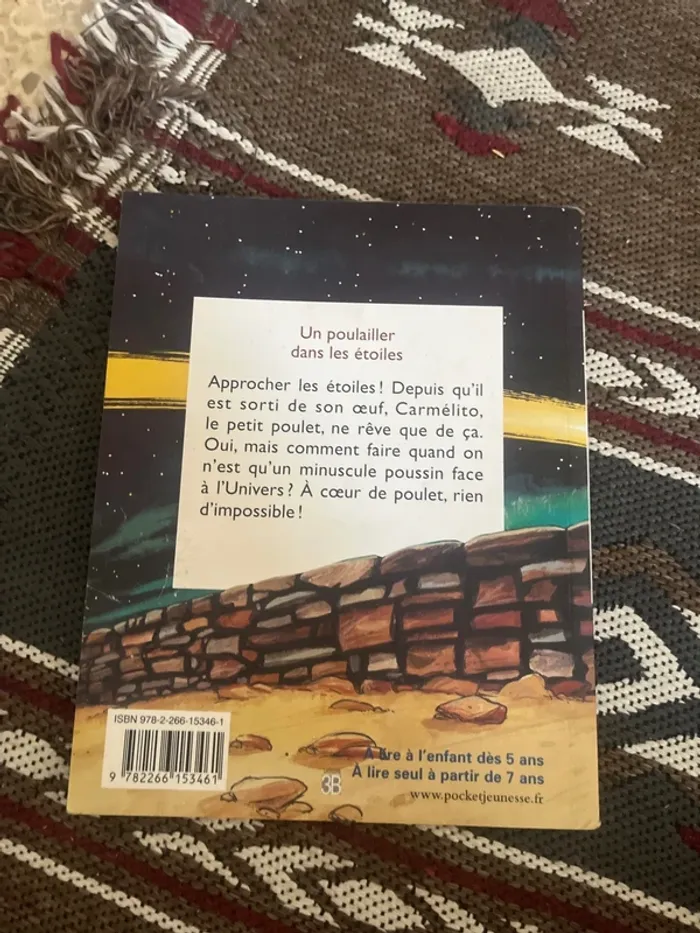 Un poulailler
dans les étoiles
Approcher les étoiles ! Depuis qu'il
est sorti de son œuf, Carmélito,
le petit poulet, ne rêve que de ça.
Oui, mais comment faire quand on
n'est qu'un minuscule poussin face
à l'Univers ? À cœur de poulet, rien
d'impossible !
ISBN 978-2-266-15346-1
9 782266 153461
3B
À lire à l'enfant dès 5 ans
À lire seul à partir de 7 ans
www.pocketjeunesse.fr